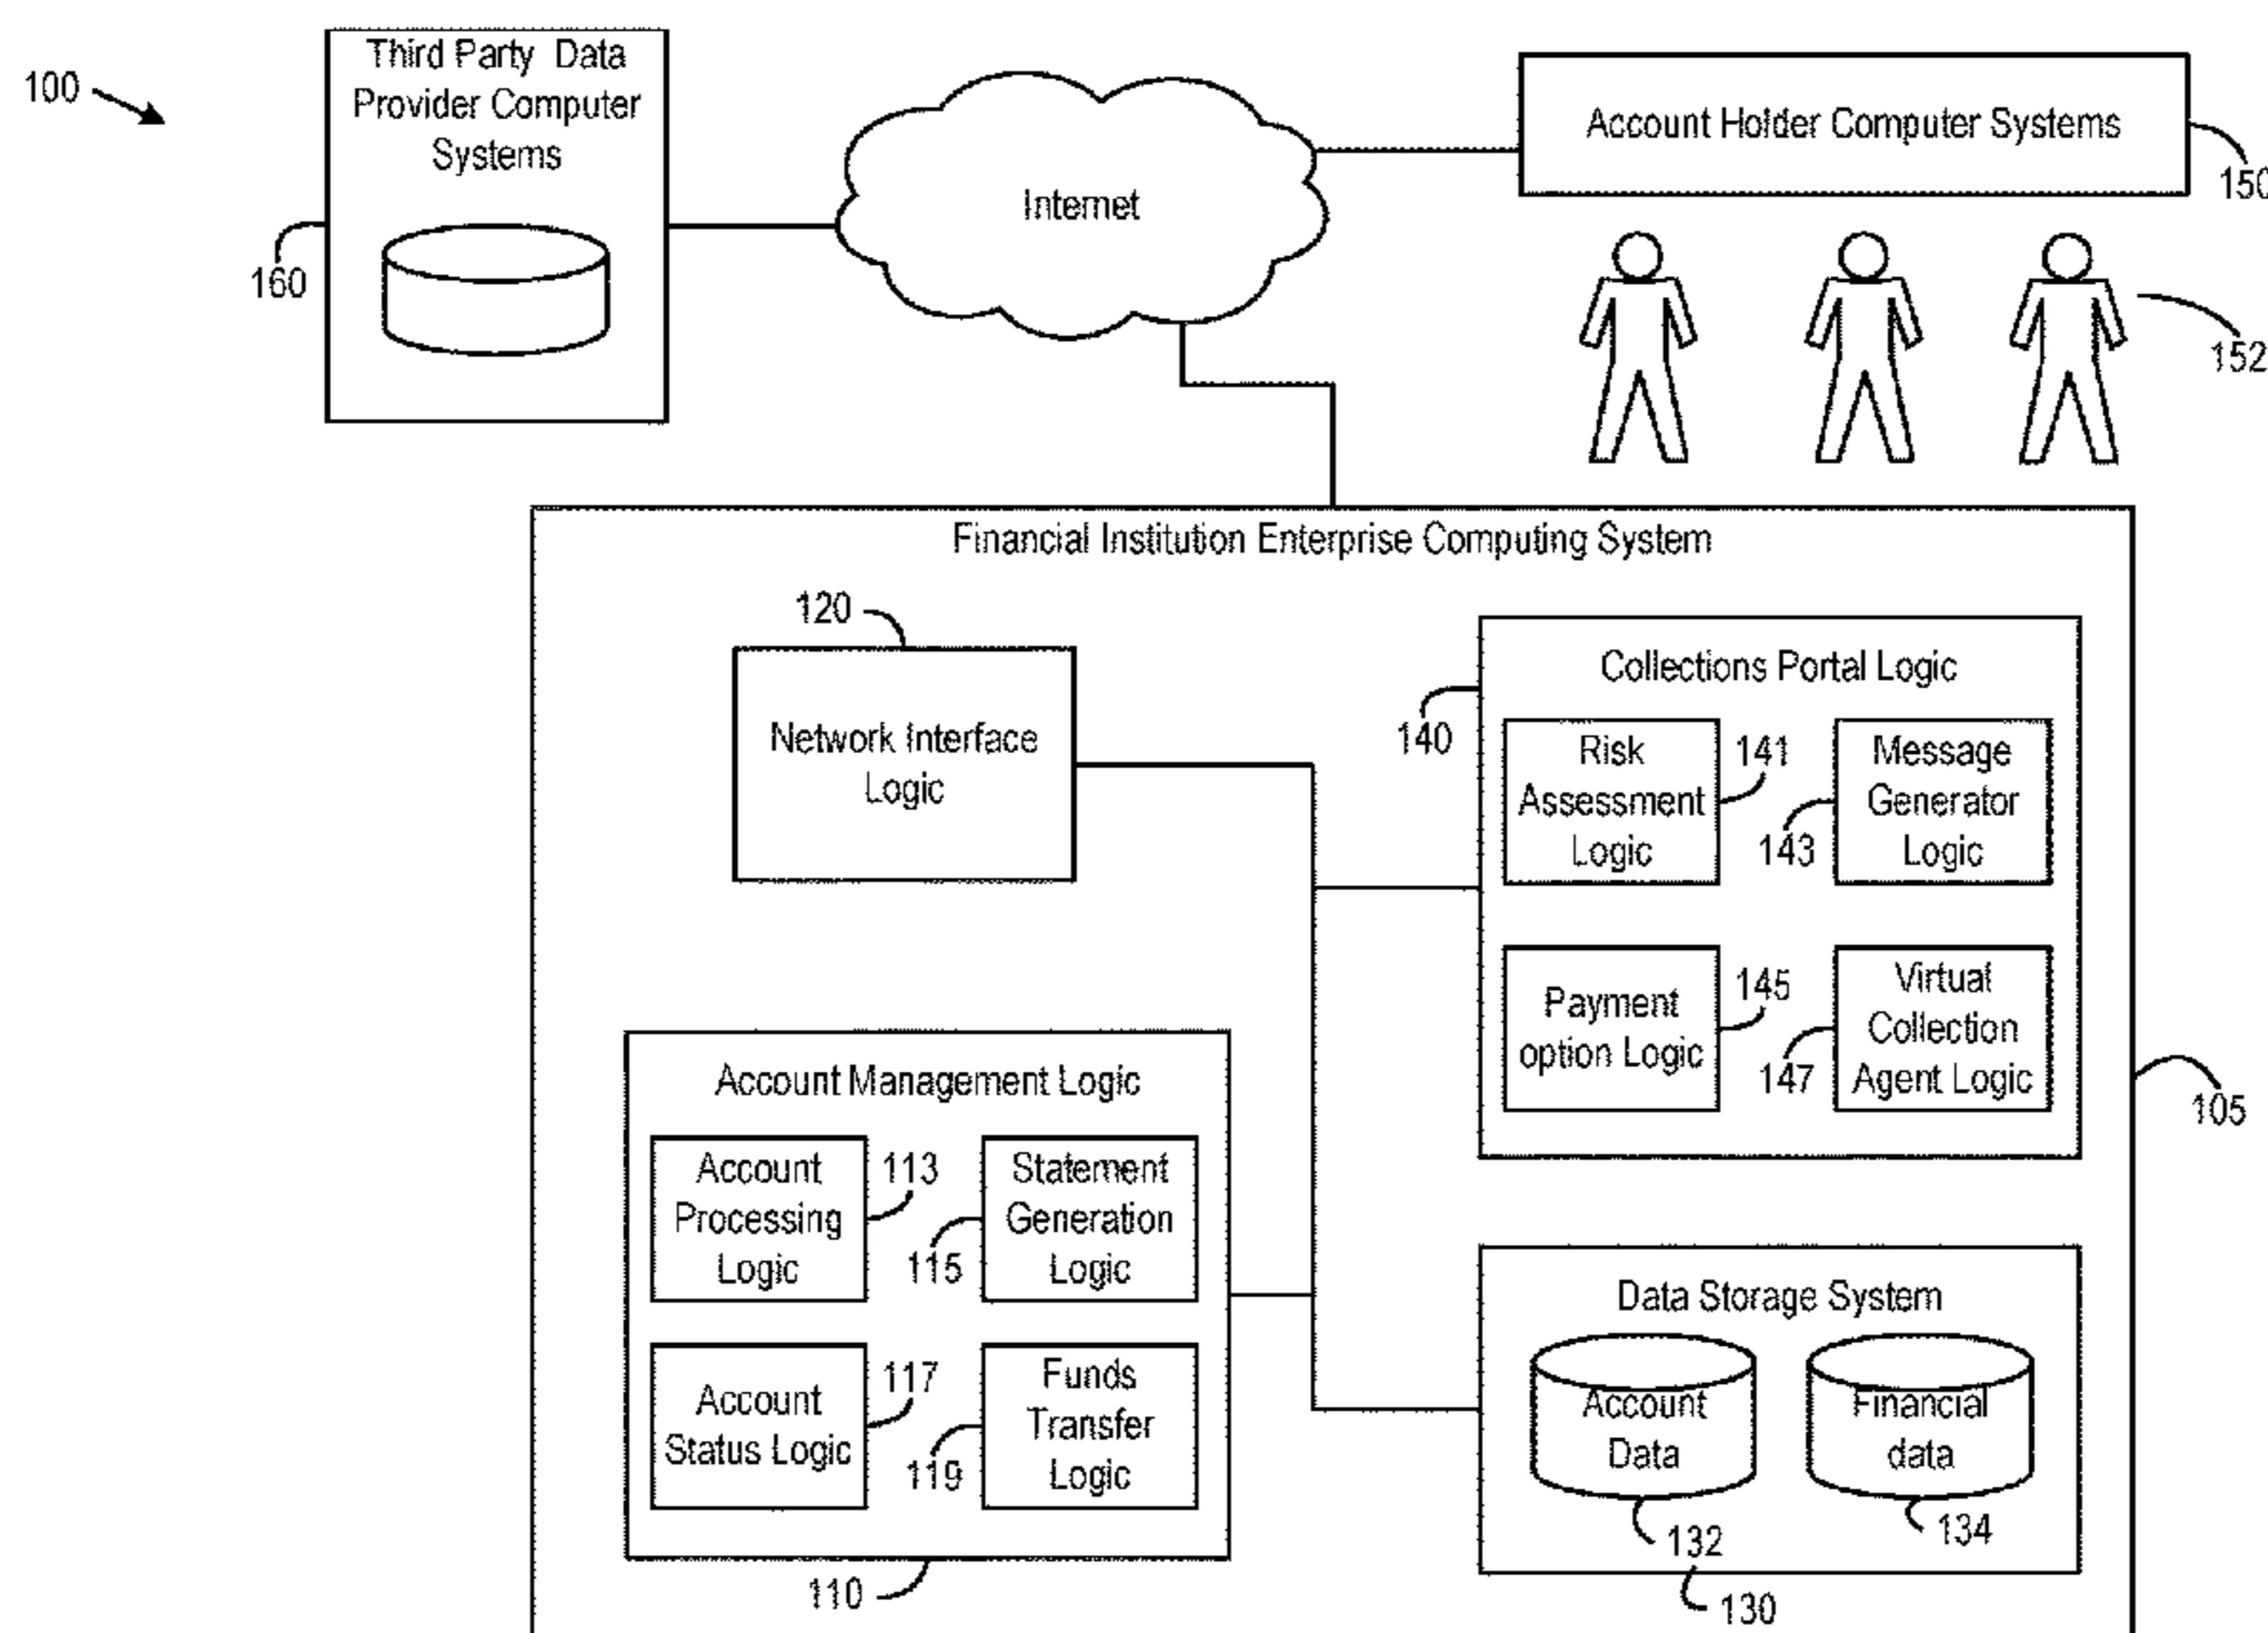 100
Third Party Data
Provider Computer
Systems
160
Internet
Account Holder Computer Systems
150
152
Financial Institution Enterprise Computing System
120
Network Interface
Logic
Collections Portal Logic
140
Risk
Assessment
Logic
141
143
Message
Generator
Logic
Payment
option Logic
145
147
Virtual
Collection
Agent Logic
105
Account Management Logic
Account
Processing
Logic
113
115
Statement
Generation
Logic
Account
Status Logic
117
119
Funds
Transfer
Logic
110
Data Storage System
Account
Data
Financial
data
132
134
130